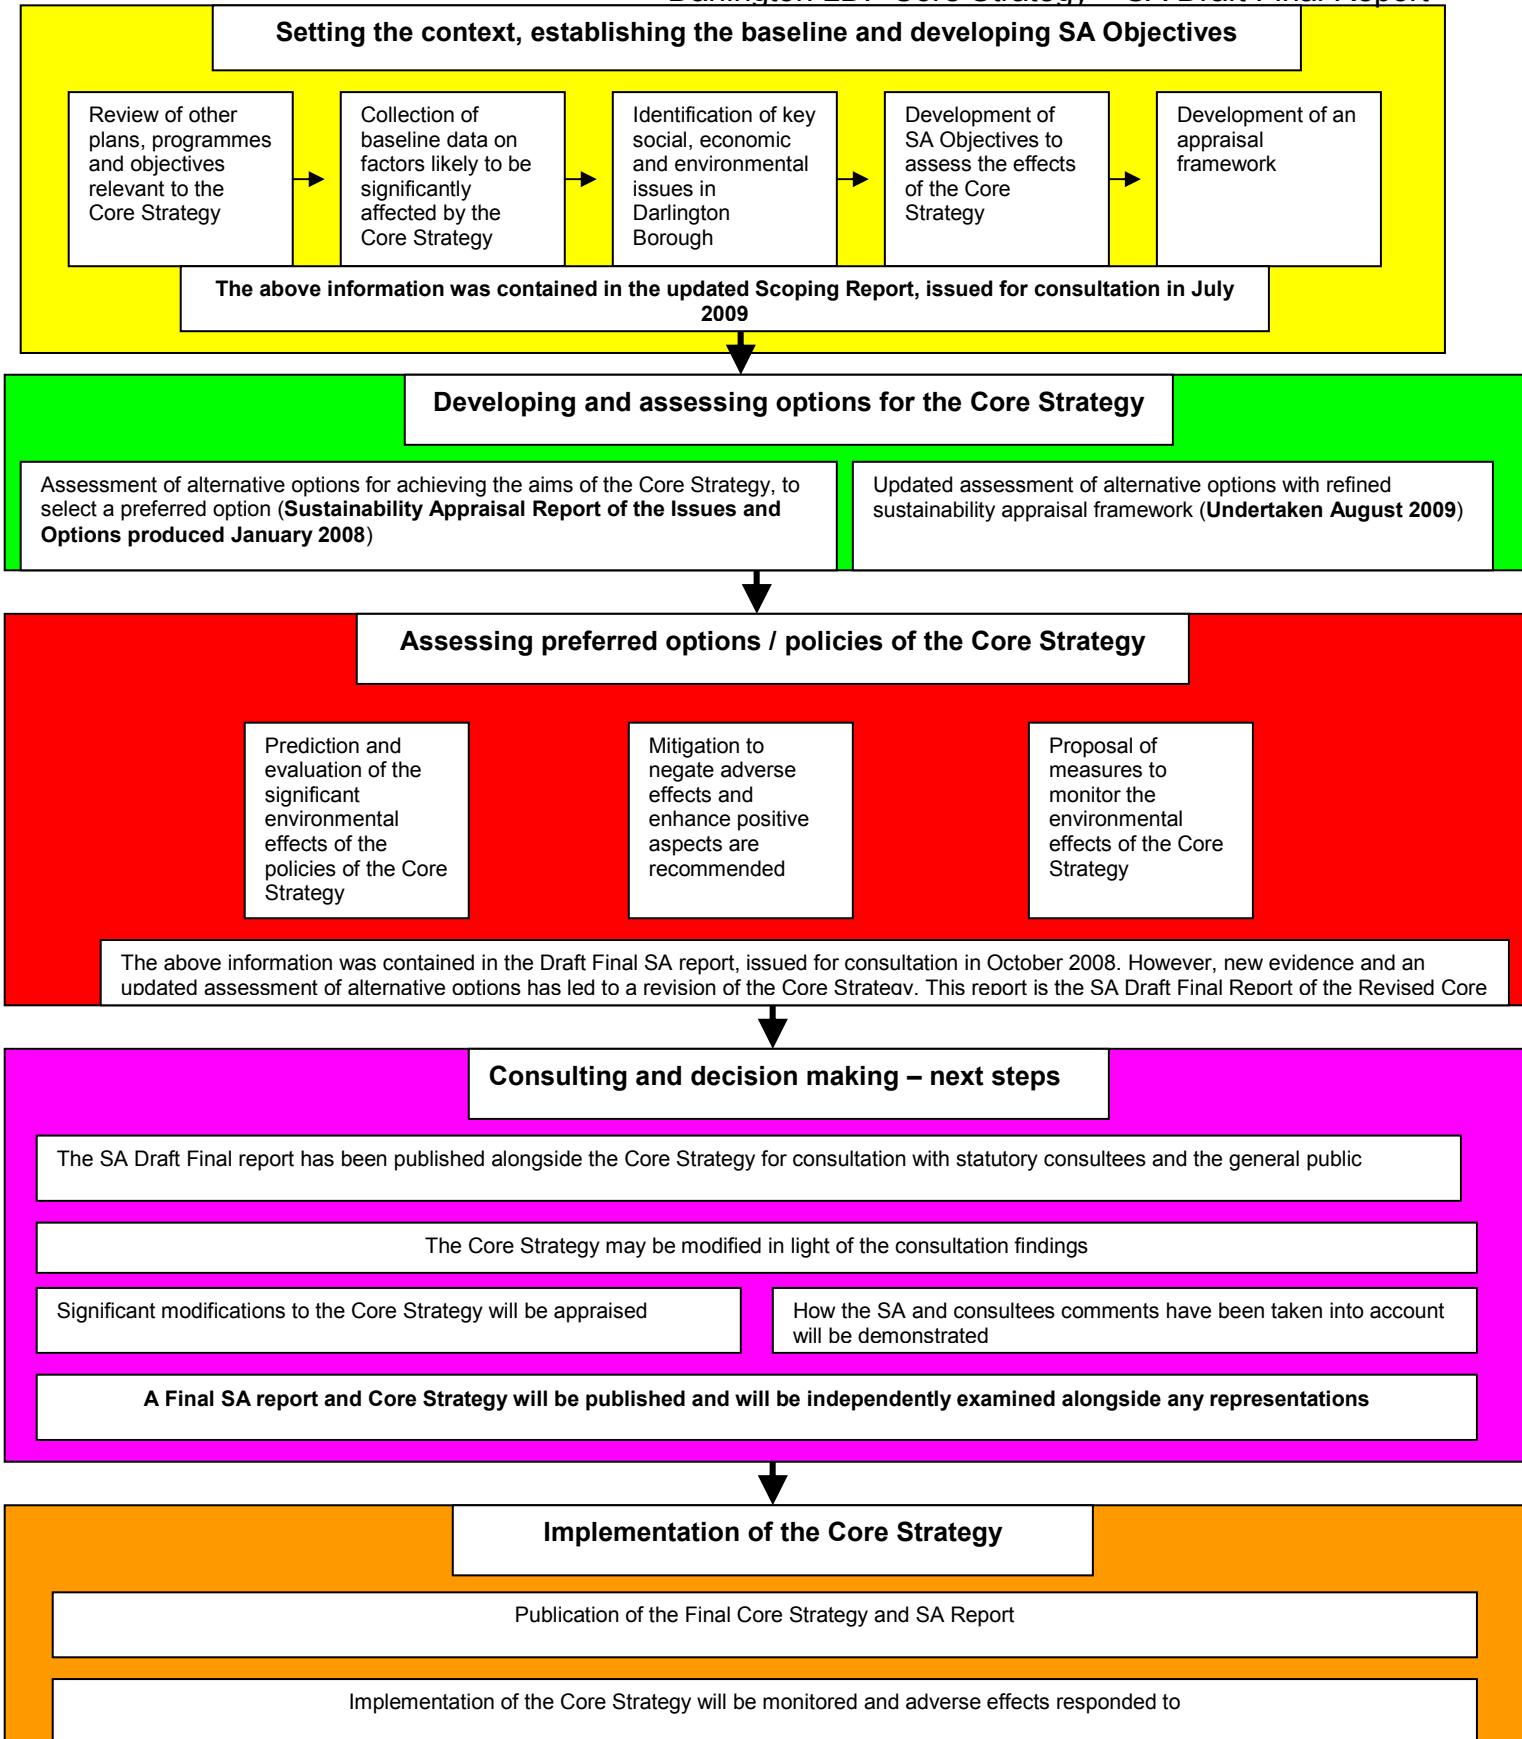 Darlington LDF Core Strategy – SA Draft Final Report
Setting the context, establishing the baseline and developing SA Objectives
Review of other
plans, programmes
and objectives
relevant to the
Core Strategy
Collection of
baseline data on
factors likely to be
significantly
affected by the
Core Strategy
Identification of key
social, economic
and environmental
issues in
Darlington
Borough
Development of
SA Objectives to
assess the effects
of the Core
Strategy
Development of an
appraisal
framework
The above information was contained in the updated Scoping Report, issued for consultation in July
2009
Developing and assessing options for the Core Strategy
Assessment of alternative options for achieving the aims of the Core Strategy, to
select a preferred option (Sustainability Appraisal Report of the Issues and
Options produced January 2008)
Updated assessment of alternative options with refined
sustainability appraisal framework (Undertaken August 2009)
Assessing preferred options / policies of the Core Strategy
Prediction and
evaluation of the
significant
environmental
effects of the
policies of the Core
Strategy
Mitigation to
negate adverse
effects and
enhance positive
aspects are
recommended
Proposal of
measures to
monitor the
environmental
effects of the Core
Strategy
The above information was contained in the Draft Final SA report, issued for consultation in October 2008. However, new evidence and an
updated assessment of alternative options has led to a revision of the Core Strategy. This report is the SA Draft Final Report of the Revised Core
Consulting and decision making – next steps
The SA Draft Final report has been published alongside the Core Strategy for consultation with statutory consultees and the general public
The Core Strategy may be modified in light of the consultation findings
Significant modifications to the Core Strategy will be appraised
How the SA and consultees comments have been taken into account
will be demonstrated
A Final SA report and Core Strategy will be published and will be independently examined alongside any representations
Implementation of the Core Strategy
Publication of the Final Core Strategy and SA Report
Implementation of the Core Strategy will be monitored and adverse effects responded to